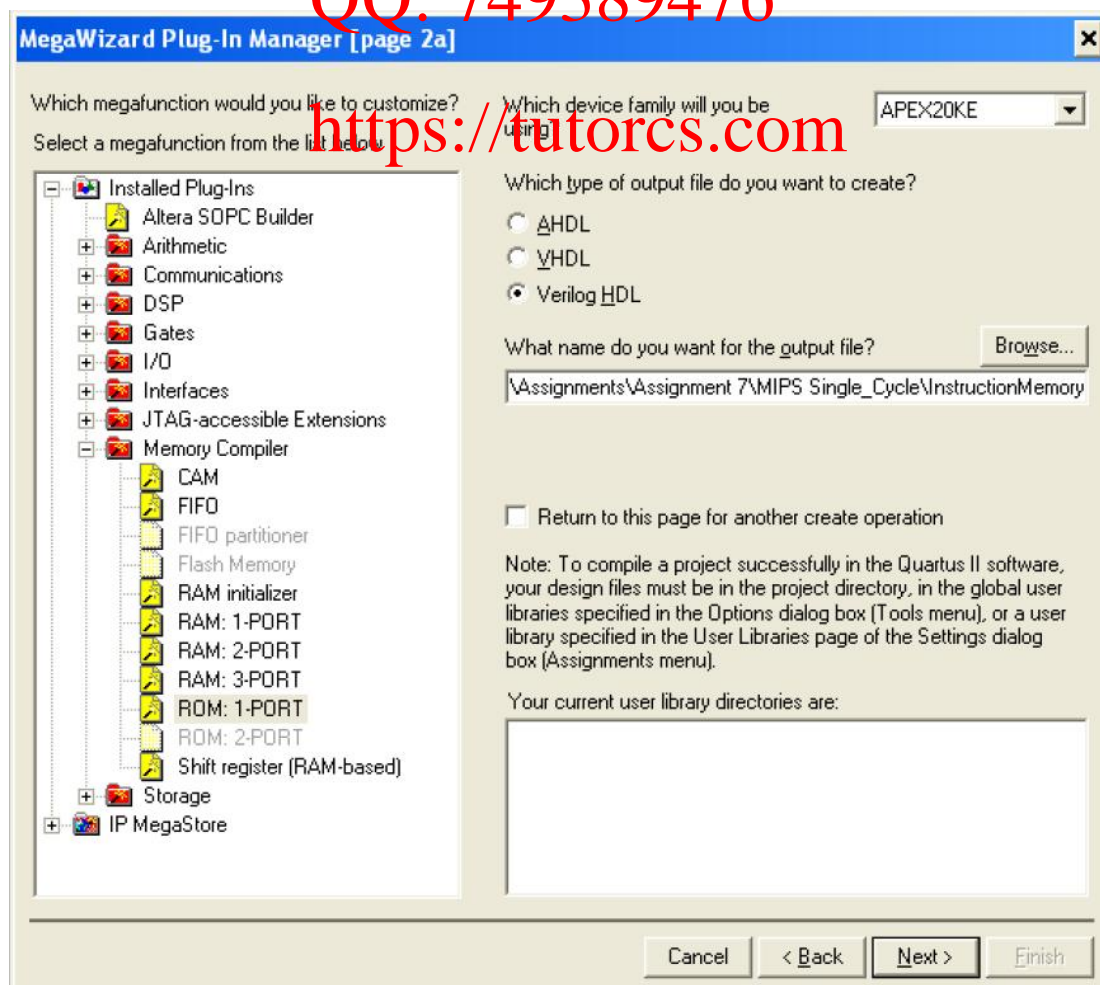 QQ: 749389476
MegaWizard Plug-In Manager [page 2a]
Which megafunction would you like to customize?
Select a megafunction from the list below
https://tutorcs.com
Installed Plug-Ins
Altera SOPC Builder
Arithmetic
Communications
DSP
Gates
I/O
Interfaces
JTAG-accessible Extensions
Memory Compiler
CAM
FIFO
FIFO partitioner
Flash Memory
RAM initializer
RAM: 1-PORT
RAM: 2-PORT
RAM: 3-PORT
ROM: 1-PORT
ROM: 2-PORT
Shift register (RAM-based)
Storage
IP MegaStore
Which device family will you be
using?
APEX20KE
Which type of output file do you want to create?
AHDL
VHDL
Verilog HDL
What name do you want for the output file?
Browse...
\Assignments\Assignment 7\MIPS Single_Cycle\InstructionMemory
Return to this page for another create operation
Note: To compile a project successfully in the Quartus II software,
your design files must be in the project directory, in the global user
libraries specified in the Options dialog box (Tools menu), or a user
library specified in the User Libraries page of the Settings dialog
box (Assignments menu).
Your current user library directories are:
Cancel
< Back
Next >
Finish